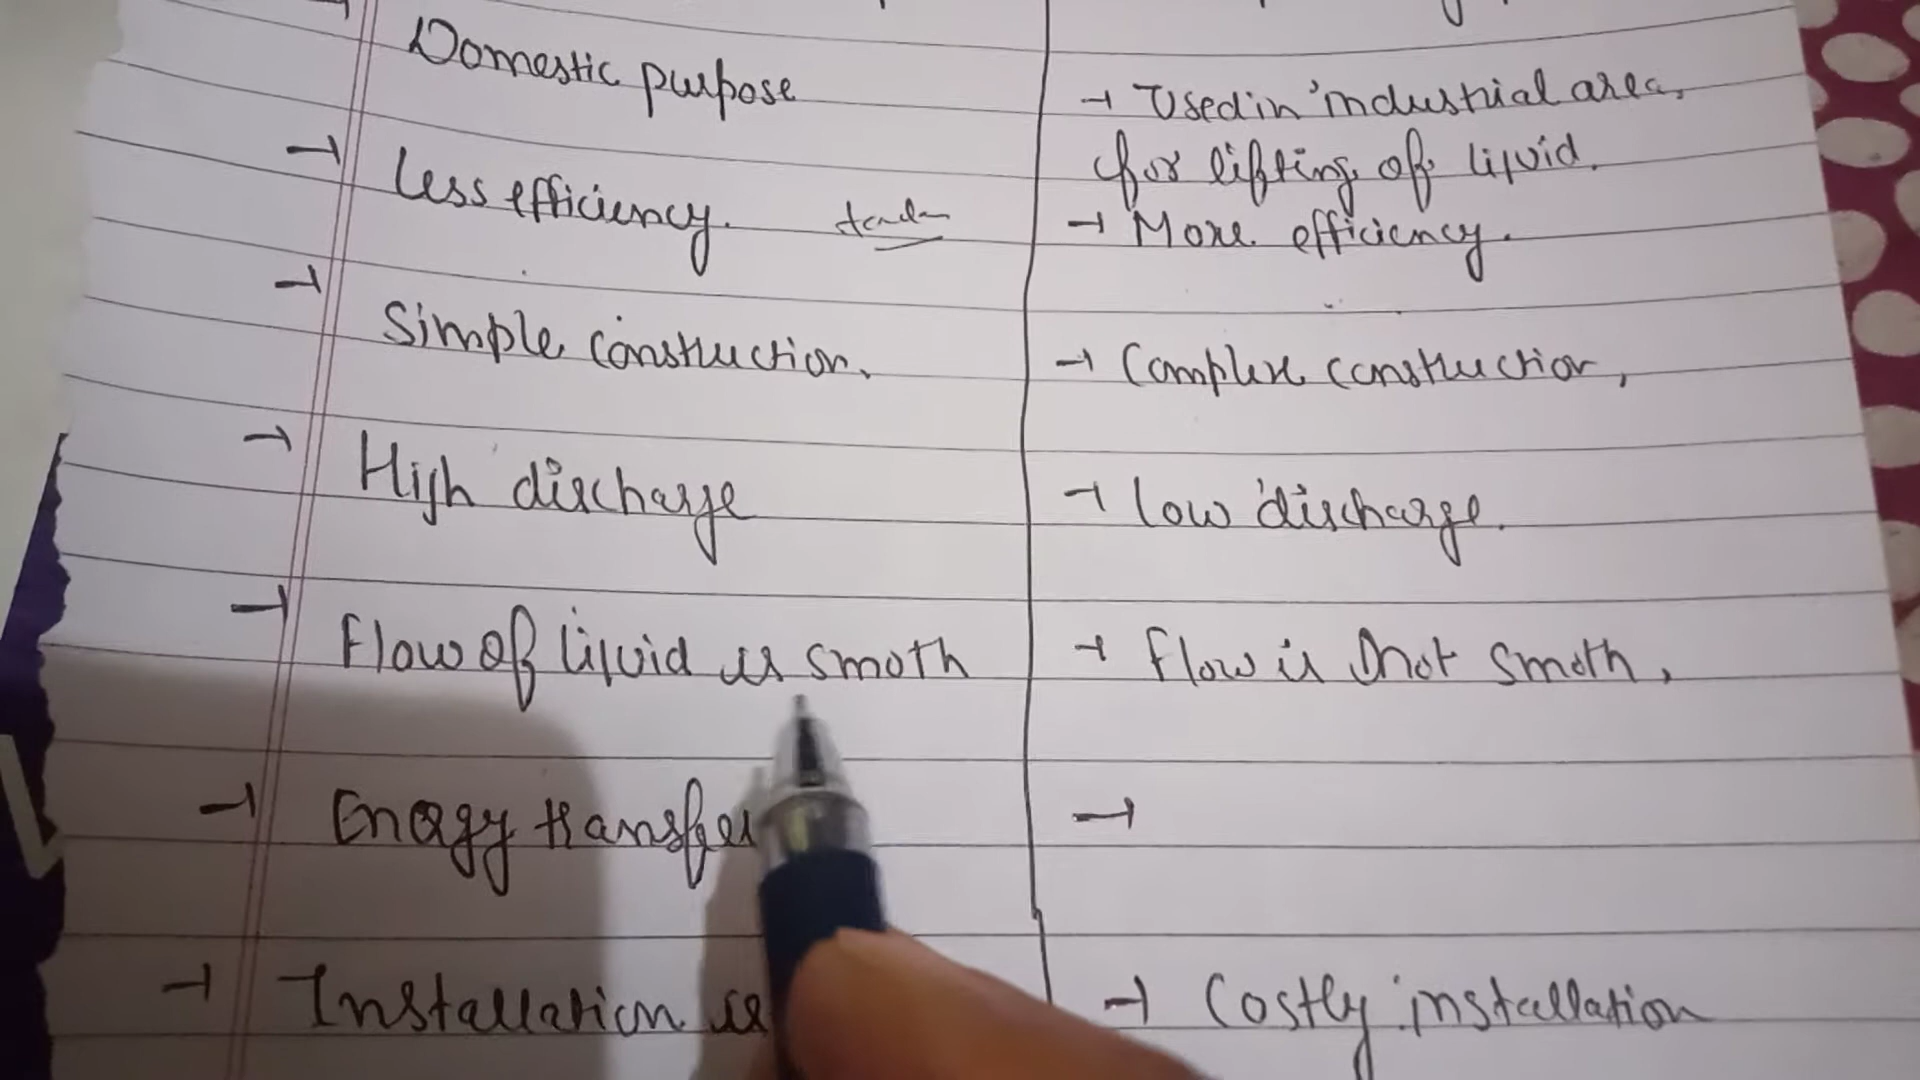 Domestic purpose
→ Used in industrial area,
for lifting of liquid.
→ Less efficiency.
→ More efficiency.
→ Simple construction.
→ Complex construction,
→ High discharge
→ low discharge.
→ Flow of liquid is smoth
→ Flow is not smoth,
→ Energy transfer
→
→ Installation is
→ Costly installation